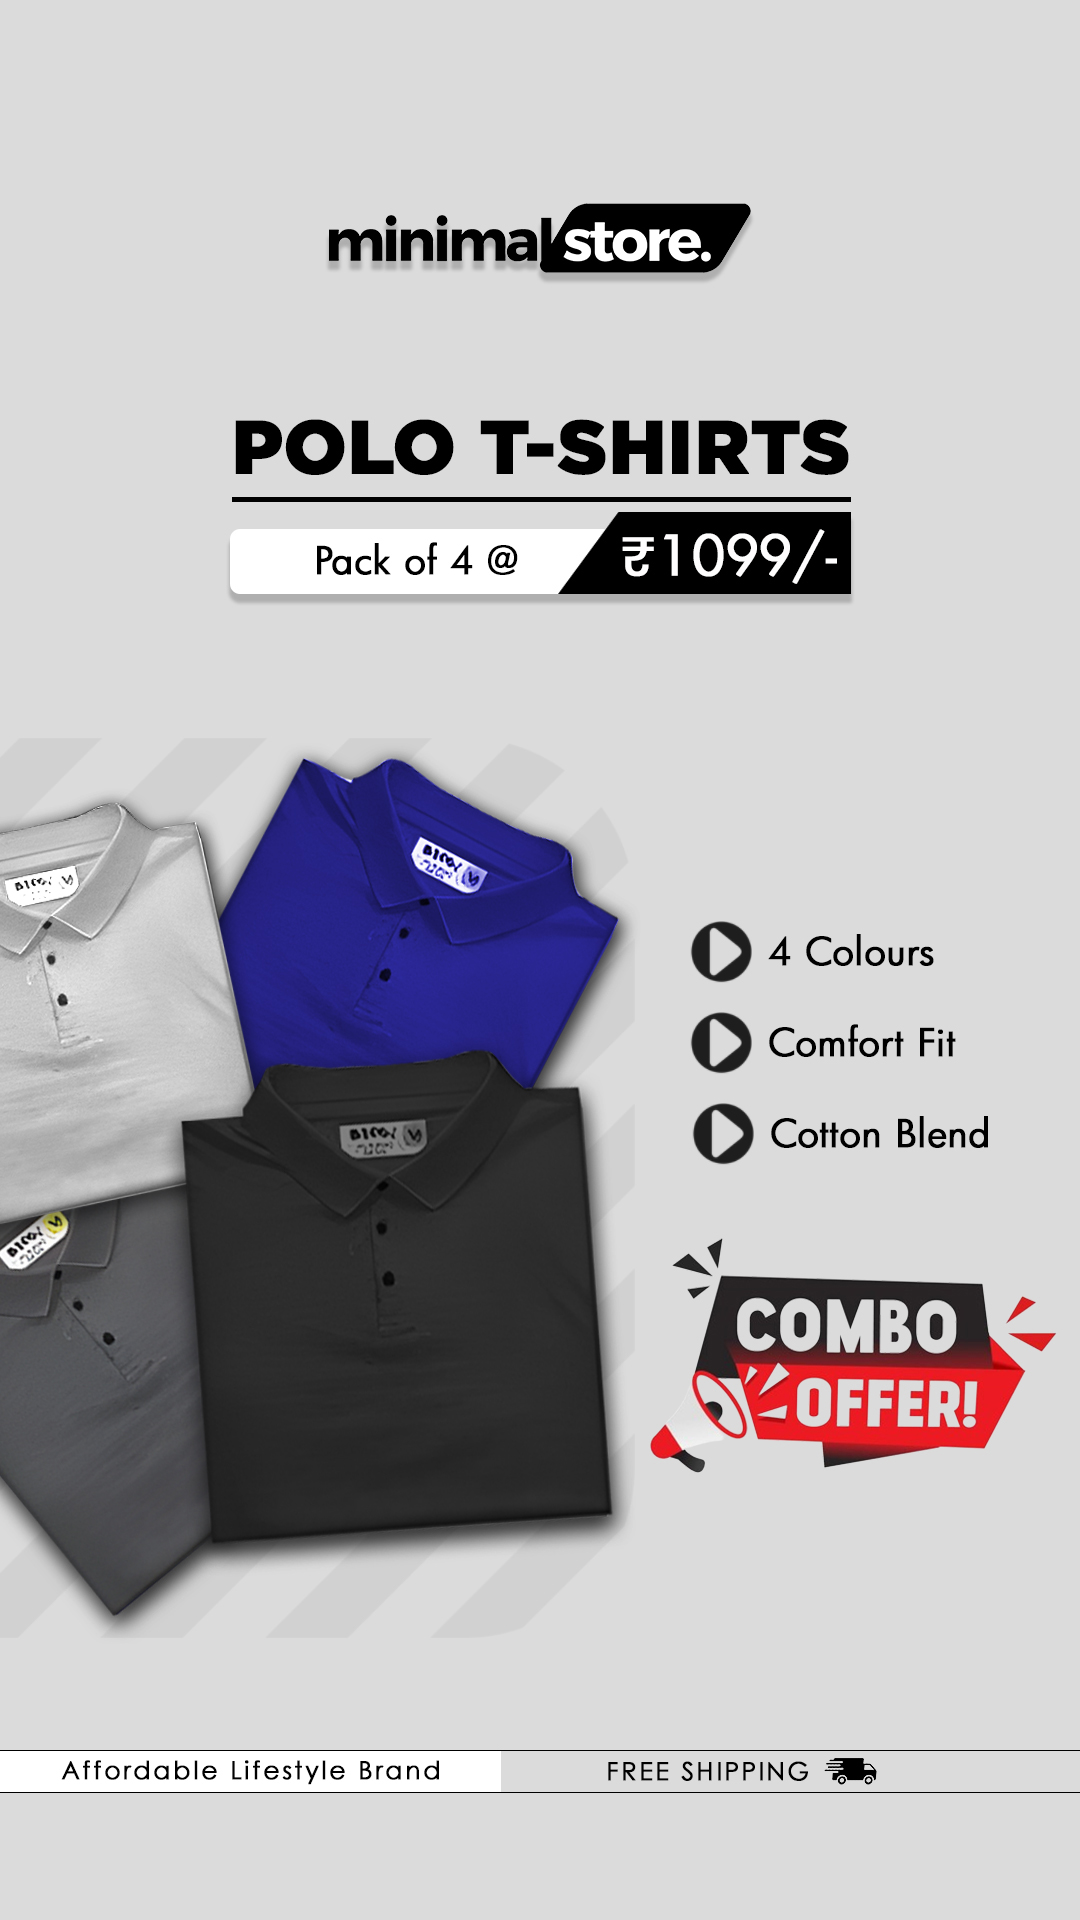 minimal store.
POLO T-SHIRTS
Pack of 4 @ ₹1099/-
4 Colours
Comfort Fit
Cotton Blend
COMBO
OFFER!
Affordable Lifestyle Brand
FREE SHIPPING